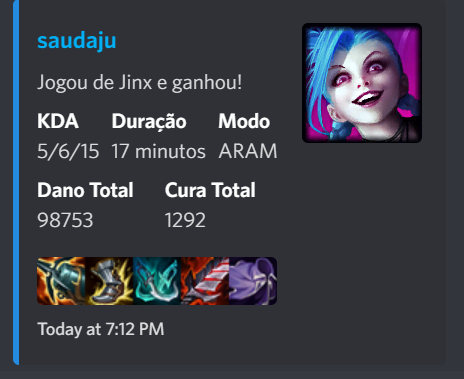 saudaju
Jogou de Jinx e ganhou!
KDA Duração Modo
5/6/15 17 minutos ARAM
Dano Total Cura Total
98753 1292
Today at 7:12 PM